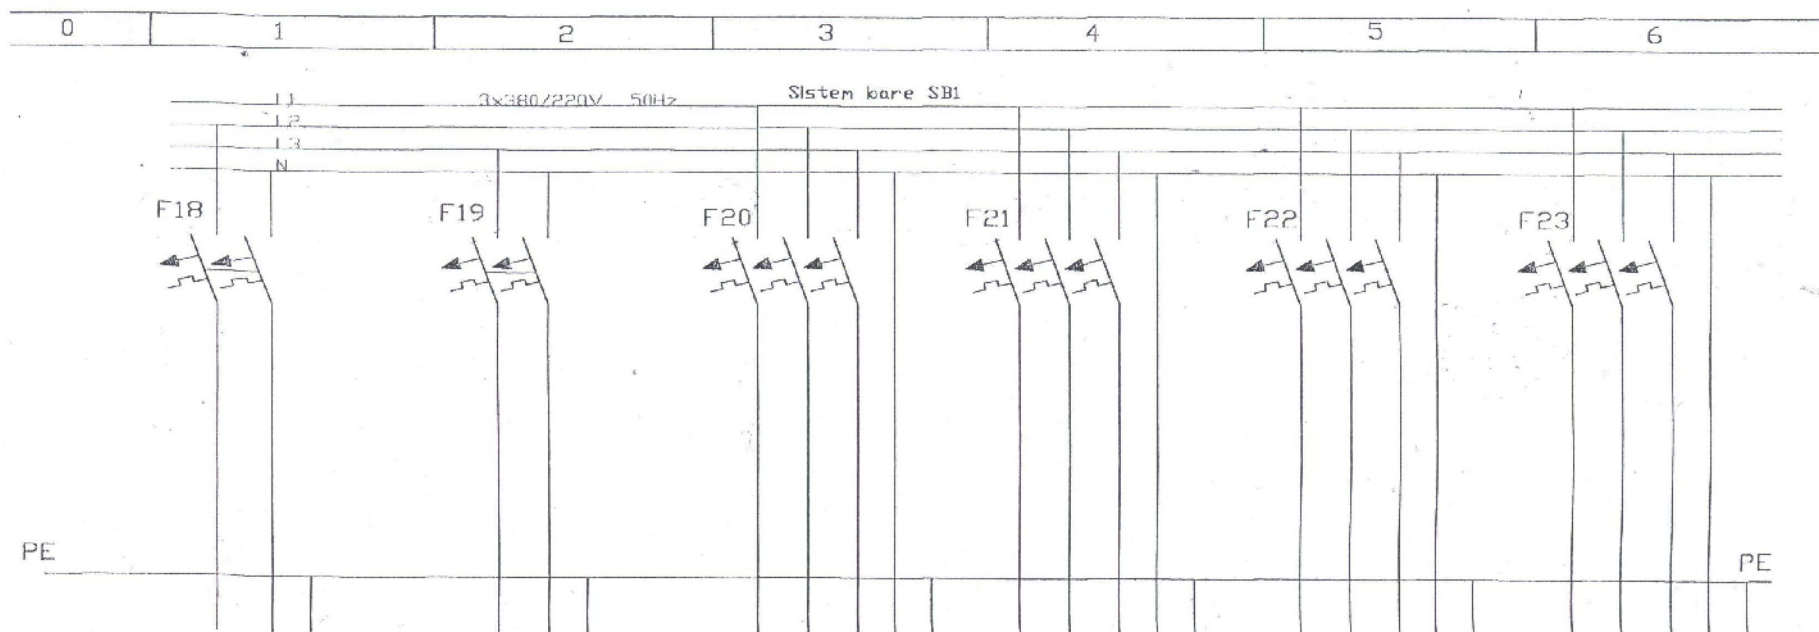 0 1 2 3 4 5 6
L1 3x380/220V 50Hz Sistem bare SB1
L2
L3
N
F18 F19 F20 F21 F22 F23
PE PE